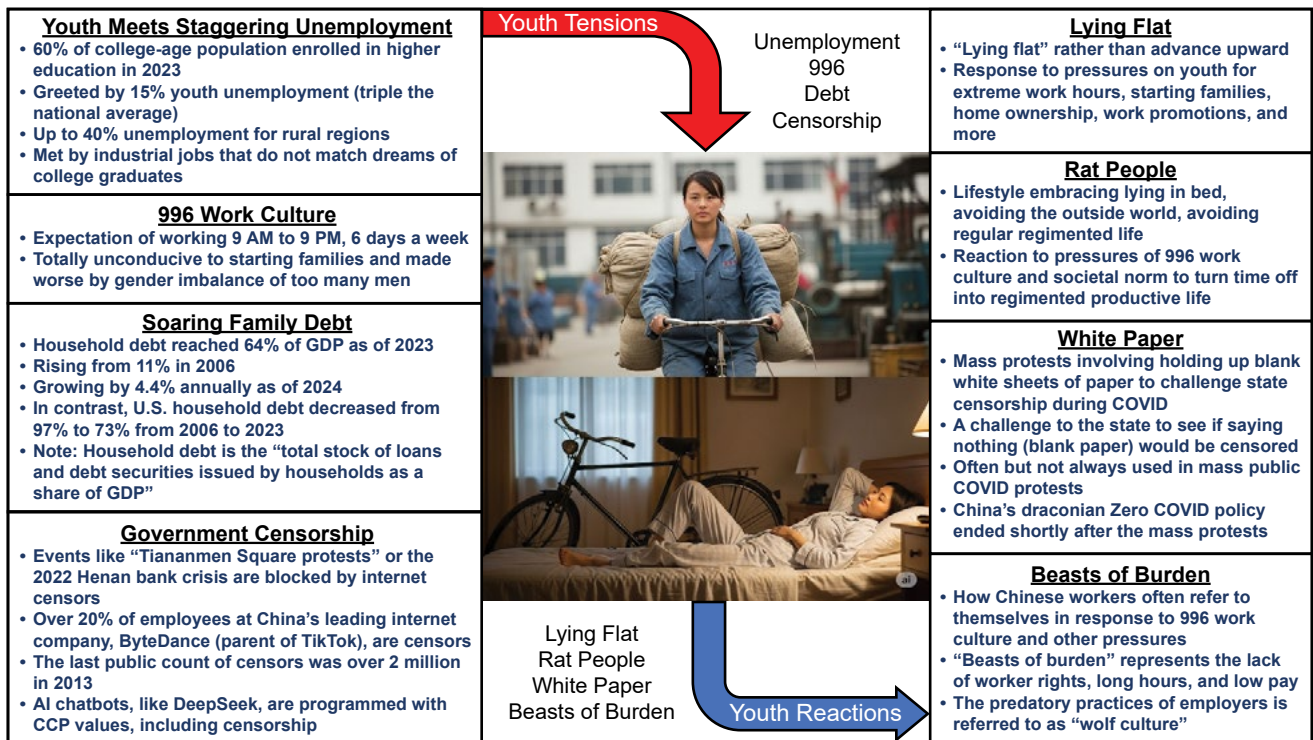 Youth Meets Staggering Unemployment
• 60% of college-age population enrolled in higher
education in 2023
• Greeted by 15% youth unemployment (triple the
national average)
• Up to 40% unemployment for rural regions
• Met by industrial jobs that do not match dreams of
college graduates
996 Work Culture
• Expectation of working 9 AM to 9 PM, 6 days a week
• Totally unconducive to starting families and made
worse by gender imbalance of too many men
Soaring Family Debt
• Household debt reached 64% of GDP as of 2023
• Rising from 11% in 2006
• Growing by 4.4% annually as of 2024
• In contrast, U.S. household debt decreased from
97% to 73% from 2006 to 2023
• Note: Household debt is the “total stock of loans
and debt securities issued by households as a
share of GDP”
Government Censorship
• Events like “Tiananmen Square protests” or the
2022 Henan bank crisis are blocked by internet
censors
• Over 20% of employees at China’s leading internet
company, ByteDance (parent of TikTok), are censors
• The last public count of censors was over 2 million
in 2013
• AI chatbots, like DeepSeek, are programmed with
CCP values, including censorship
Youth Tensions
Unemployment
996
Debt
Censorship
ai
Lying Flat
Rat People
White Paper
Beasts of Burden
Youth Reactions
Lying Flat
• “Lying flat” rather than advance upward
• Response to pressures on youth for
extreme work hours, starting families,
home ownership, work promotions, and
more
Rat People
• Lifestyle embracing lying in bed,
avoiding the outside world, avoiding
regular regimented life
• Reaction to pressures of 996 work
culture and societal norm to turn time off
into regimented productive life
White Paper
• Mass protests involving holding up blank
white sheets of paper to challenge state
censorship during COVID
• A challenge to the state to see if saying
nothing (blank paper) would be censored
• Often but not always used in mass public
COVID protests
• China’s draconian Zero COVID policy
ended shortly after the mass protests
Beasts of Burden
• How Chinese workers often refer to
themselves in response to 996 work
culture and other pressures
• “Beasts of burden” represents the lack
of worker rights, long hours, and low pay
• The predatory practices of employers is
referred to as “wolf culture”